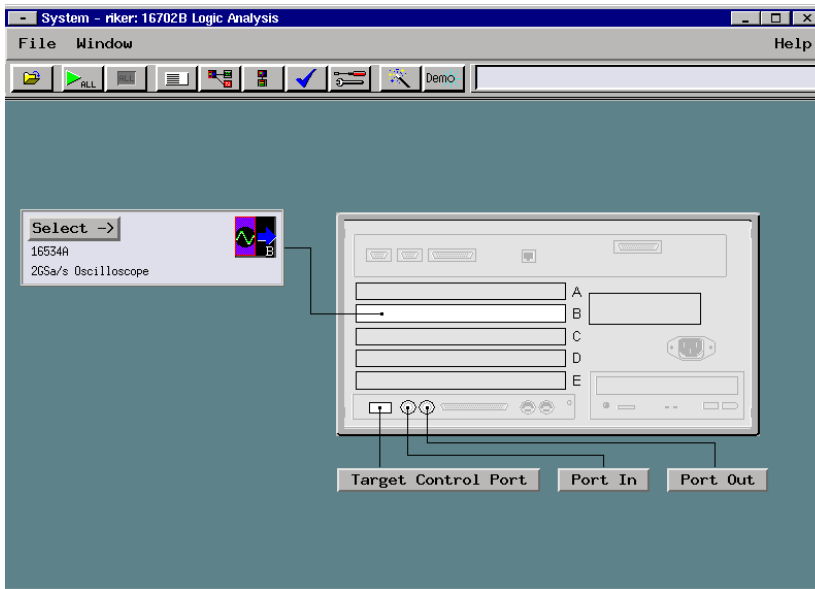 System - riker: 16702B Logic Analysis
File Window Help
ALL ALL Demo
Select ->
16534A
2GSa/s Oscilloscope
B
A
B
C
D
E
Target Control Port Port In Port Out